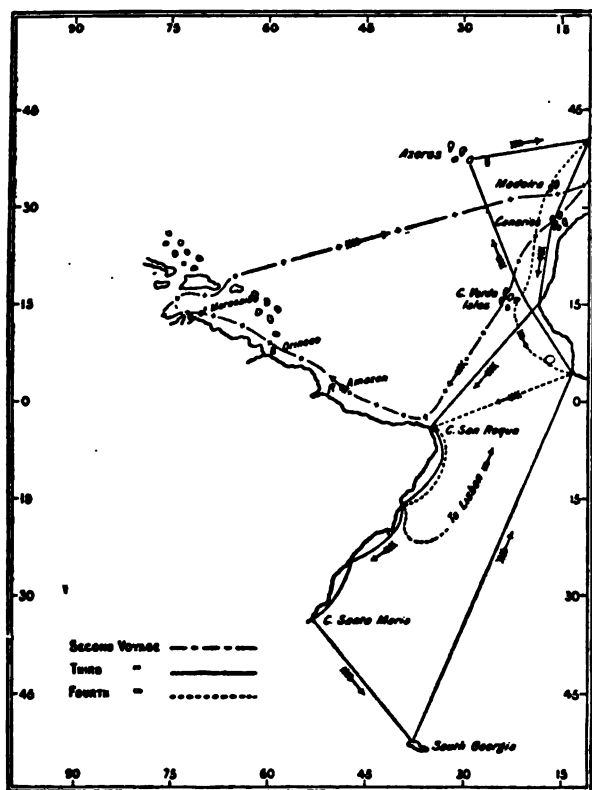 90 75 60 45 30 15
45 45
Azores
Madeira
30 30
Canaries
15 15
C. Verde
Isles
Maracaibo
Orinoco
Amazon
0 0
C. San Roque
15 15
To Lisbon
30 30
C. Santa Maria
SECOND VOYAGE
THIRD "
FOURTH "
45 45
South Georgia
90 75 60 45 30 15